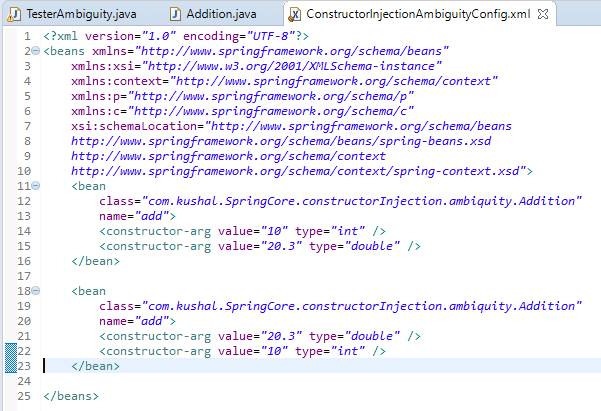 TesterAmbiguity.java Addition.java ConstructorInjectionAmbiguityConfig.xml
1 <?xml version="1.0" encoding="UTF-8"?>
2 <beans xmlns="http://www.springframework.org/schema/beans"
3 xmlns:xsi="http://www.w3.org/2001/XMLSchema-instance"
4 xmlns:context="http://www.springframework.org/schema/context"
5 xmlns:p="http://www.springframework.org/schema/p"
6 xmlns:c="http://www.springframework.org/schema/c"
7 xsi:schemaLocation="http://www.springframework.org/schema/beans
8 http://www.springframework.org/schema/beans/spring-beans.xsd
9 http://www.springframework.org/schema/context
10 http://www.springframework.org/schema/context/spring-context.xsd">
11 <bean
12 class="com.kushal.SpringCore.constructorInjection.ambiquity.Addition"
13 name="add">
14 <constructor-arg value="10" type="int" />
15 <constructor-arg value="20.3" type="double" />
16 </bean>
17
18 <bean
19 class="com.kushal.SpringCore.constructorInjection.ambiquity.Addition"
20 name="add">
21 <constructor-arg value="20.3" type="double" />
22 <constructor-arg value="10" type="int" />
23 </bean>
24
25 </beans>